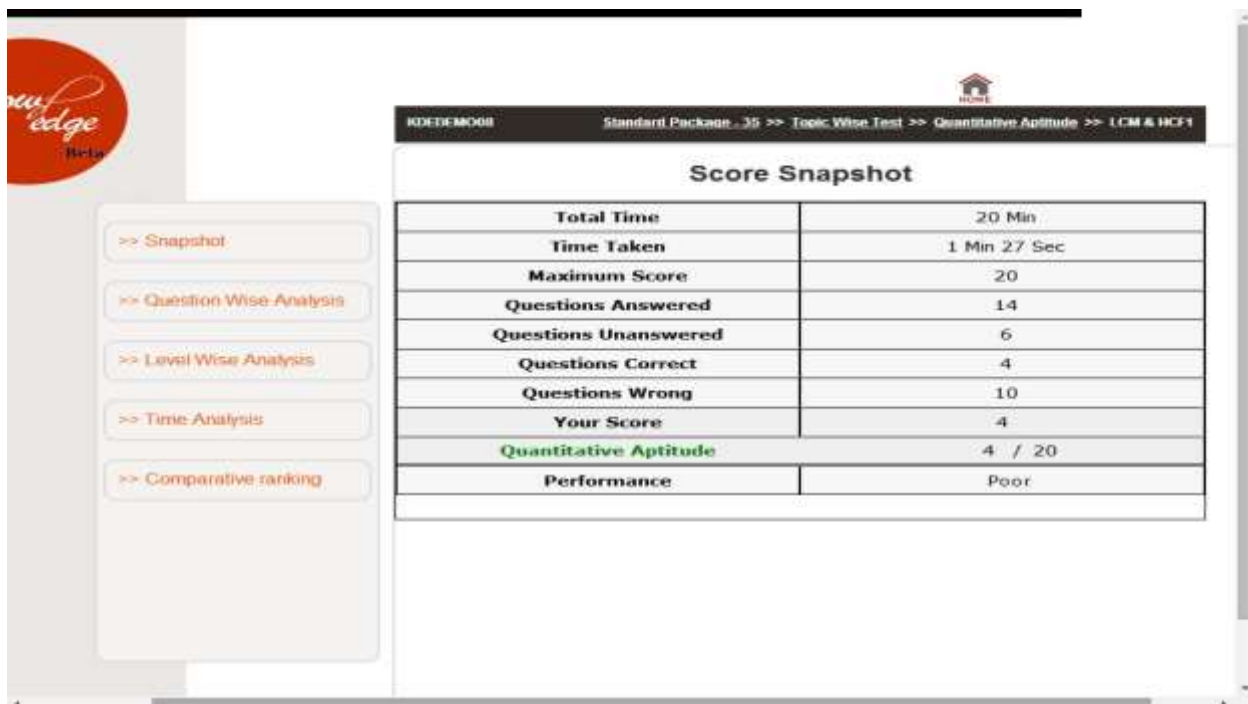 HOME
owl
edge
Beta
KDEDEMO08 Standard Package - 35 >> Topic Wise Test >> Quantitative Aptitude >> LCM & HCF1
Score Snapshot
Total Time 20 Min
Time Taken 1 Min 27 Sec
Maximum Score 20
Questions Answered 14
Questions Unanswered 6
Questions Correct 4
Questions Wrong 10
Your Score 4
Quantitative Aptitude 4 / 20
Performance Poor
>> Snapshot
>> Question Wise Analysis
>> Level Wise Analysis
>> Time Analysis
>> Comparative ranking